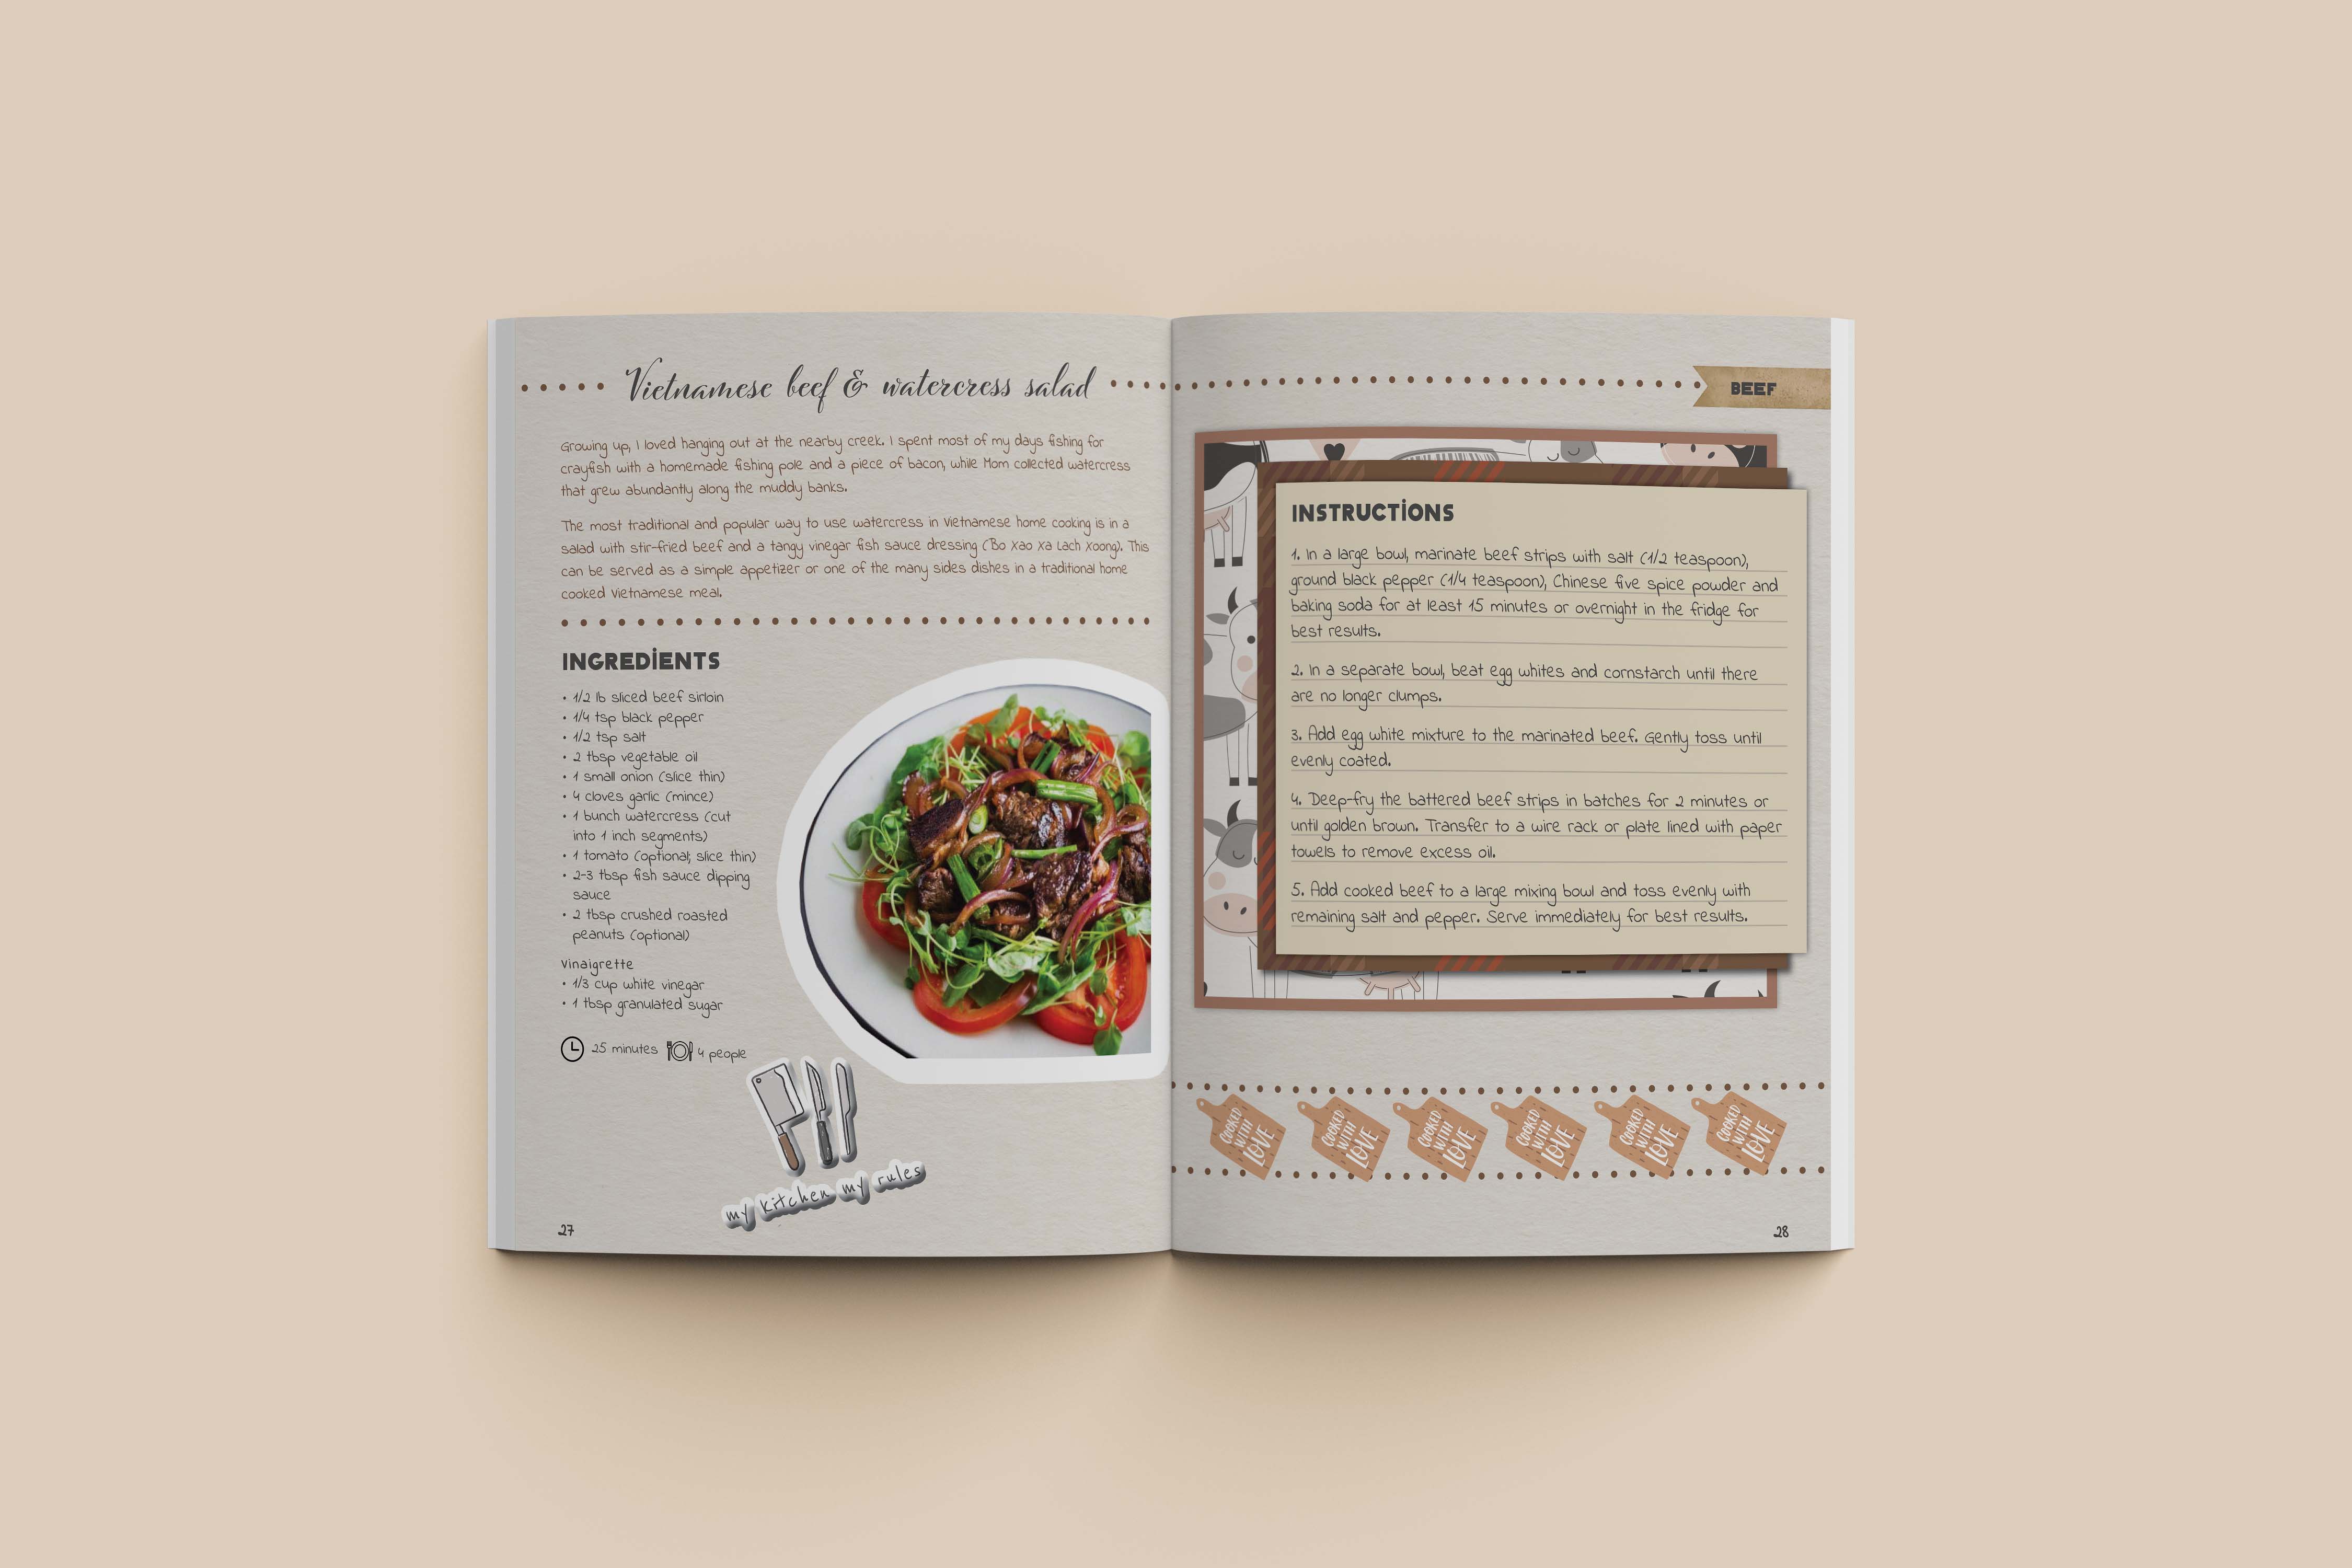 Vietnamese beef & watercress salad
Growing up, I loved hanging out at the nearby creek. I spent most of my days fishing for
crayfish with a homemade fishing pole and a piece of bacon, while Mom collected watercress
that grew abundantly along the muddy banks.
The most traditional and popular way to use watercress in Vietnamese home cooking is in a
salad with stir-fried beef and a tangy vinegar fish sauce dressing (Bo Xao Xa Lach Xoong). This
can be served as a simple appetizer or one of the many sides dishes in a traditional home
cooked Vietnamese meal.
INGREDIENTS
• 1/2 lb sliced beef sirloin
• 1/4 tsp black pepper
• 1/2 tsp salt
• 2 tbsp vegetable oil
• 1 small onion (slice thin)
• 4 cloves garlic (mince)
• 1 bunch watercress (cut
into 1 inch segments)
• 1 tomato (optional; slice thin)
• 2-3 tbsp fish sauce dipping
sauce
• 2 tbsp crushed roasted
peanuts (optional)
Vinaigrette
• 1/3 cup white vinegar
• 1 tbsp granulated sugar
25 minutes 4 people
my kitchen my rules
27
BEEF
INSTRUCTIONS
1. In a large bowl, marinate beef strips with salt (1/2 teaspoon),
ground black pepper (1/4 teaspoon), Chinese five spice powder and
baking soda for at least 15 minutes or overnight in the fridge for
best results.
2. In a separate bowl, beat egg whites and cornstarch until there
are no longer clumps.
3. Add egg white mixture to the marinated beef. Gently toss until
evenly coated.
4. Deep-fry the battered beef strips in batches for 2 minutes or
until golden brown. Transfer to a wire rack or plate lined with paper
towels to remove excess oil.
5. Add cooked beef to a large mixing bowl and toss evenly with
remaining salt and pepper. Serve immediately for best results.
COOKED WITH LOVE
COOKED WITH LOVE
COOKED WITH LOVE
COOKED WITH LOVE
COOKED WITH LOVE
COOKED WITH LOVE
28